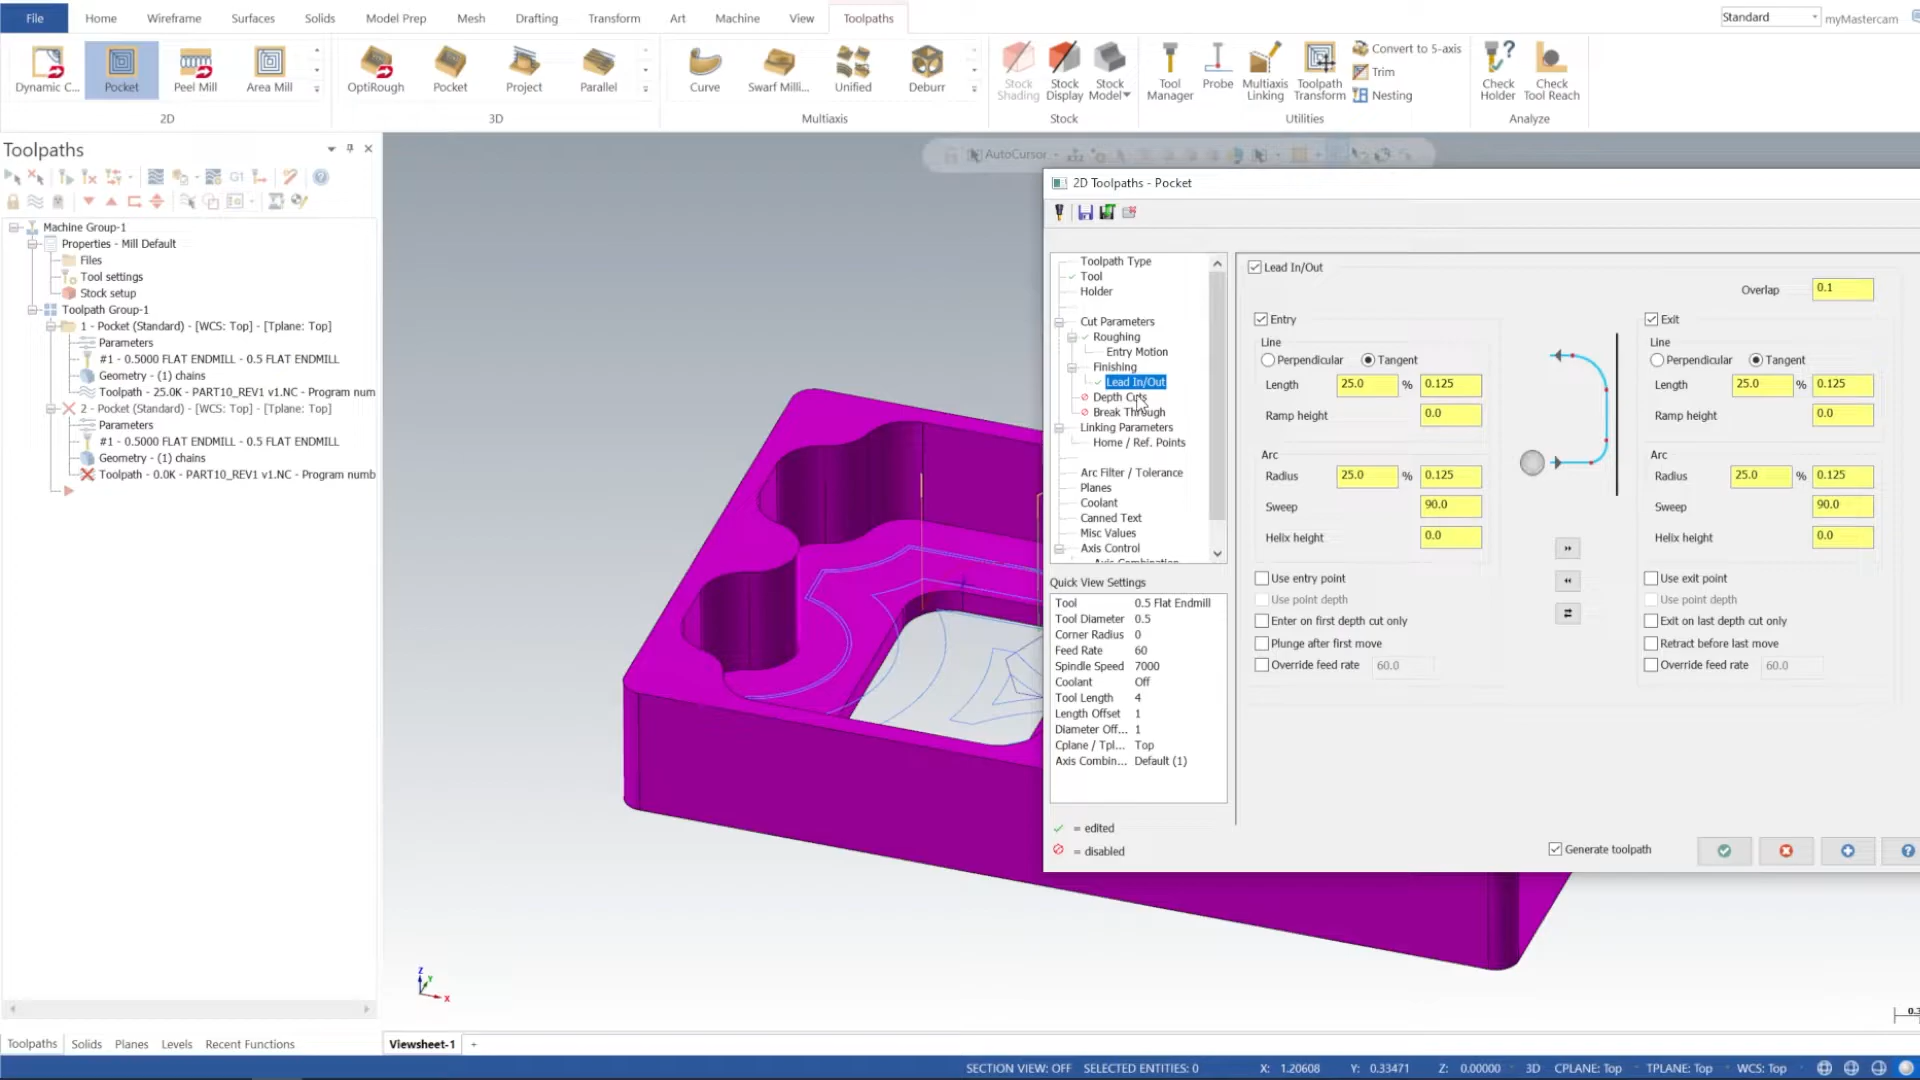 File Home Wireframe Surfaces Solids Model Prep Mesh Drafting Transform Art Machine View Toolpaths
Standard myMastercam
Dynamic C... Pocket Peel Mill Area Mill
OptiRough Pocket Project Parallel
Curve Swarf Milli... Unified Deburr
Stock Shading Stock Display Stock Model
Tool Manager Probe Multiaxis Linking Toolpath Transform
Convert to 5-axis
Trim
Nesting
Check Holder Check Tool Reach
2D 3D Multiaxis Stock Utilities Analyze
Toolpaths
G1
Machine Group-1
Properties - Mill Default
Files
Tool settings
Stock setup
Toolpath Group-1
1 - Pocket (Standard) - [WCS: Top] - [Tplane: Top]
Parameters
#1 - 0.5000 FLAT ENDMILL - 0.5 FLAT ENDMILL
Geometry - (1) chains
Toolpath - 25.0K - PART10_REV1 v1.NC - Program num
2 - Pocket (Standard) - [WCS: Top] - [Tplane: Top]
Parameters
#1 - 0.5000 FLAT ENDMILL - 0.5 FLAT ENDMILL
Geometry - (1) chains
Toolpath - 0.0K - PART10_REV1 v1.NC - Program numb
AutoCursor
2D Toolpaths - Pocket
Toolpath Type
Tool
Holder
Cut Parameters
Roughing
Entry Motion
Finishing
Lead In/Out
Depth Cuts
Break Through
Linking Parameters
Home / Ref. Points
Arc Filter / Tolerance
Planes
Coolant
Canned Text
Misc Values
Axis Control
Axis Combination
Quick View Settings
Tool 0.5 Flat Endmill
Tool Diameter 0.5
Corner Radius 0
Feed Rate 60
Spindle Speed 7000
Coolant Off
Tool Length 4
Length Offset 1
Diameter Off... 1
Cplane / Tpl... Top
Axis Combin... Default (1)
= edited
= disabled
Lead In/Out
Overlap 0.1
Entry
Line
Perpendicular Tangent
Length 25.0 % 0.125
Ramp height 0.0
Arc
Radius 25.0 % 0.125
Sweep 90.0
Helix height 0.0
Use entry point
Use point depth
Enter on first depth cut only
Plunge after first move
Override feed rate 60.0
Exit
Line
Perpendicular Tangent
Length 25.0 % 0.125
Ramp height 0.0
Arc
Radius 25.0 % 0.125
Sweep 90.0
Helix height 0.0
Use exit point
Use point depth
Exit on last depth cut only
Retract before last move
Override feed rate 60.0
Generate toolpath
Z
Y
X
Toolpaths Solids Planes Levels Recent Functions
Viewsheet-1 +
SECTION VIEW: OFF SELECTED ENTITIES: 0 X: 1.20608 Y: 0.33471 Z: 0.00000 3D CPLANE: Top TPLANE: Top WCS: Top